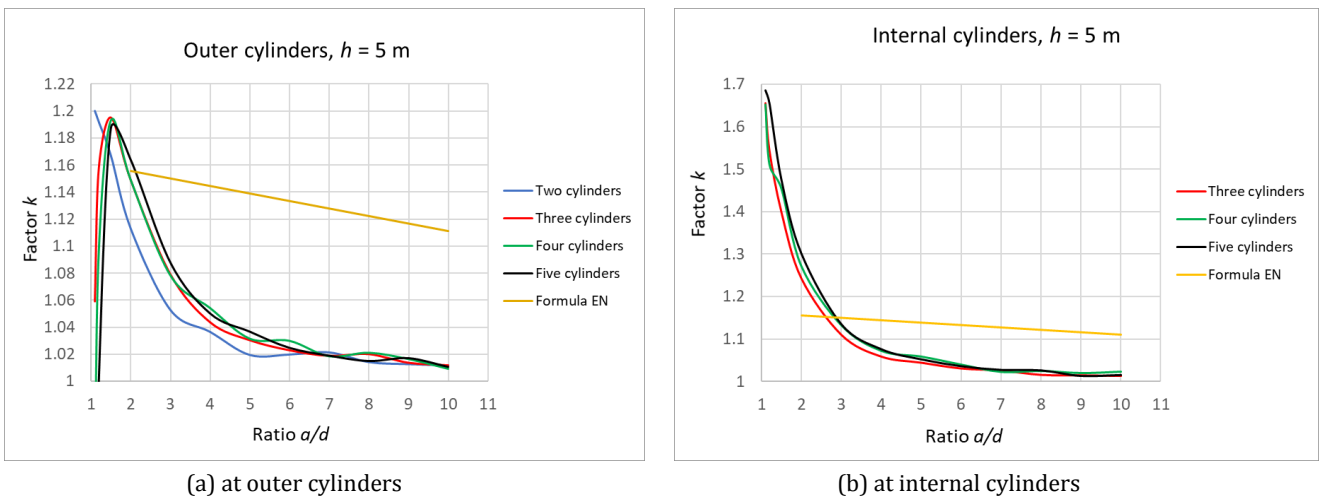 Outer cylinders, h = 5 m
1.22
1.2
1.18
1.16
1.14
1.12
1.1
1.08
1.06
1.04
1.02
1
Factor k
1 2 3 4 5 6 7 8 9 10 11
Ratio a/d
Two cylinders
Three cylinders
Four cylinders
Five cylinders
Formula EN
(a) at outer cylinders
Internal cylinders, h = 5 m
1.7
1.6
1.5
1.4
1.3
1.2
1.1
1
Factor k
1 2 3 4 5 6 7 8 9 10 11
Ratio a/d
Three cylinders
Four cylinders
Five cylinders
Formula EN
(b) at internal cylinders